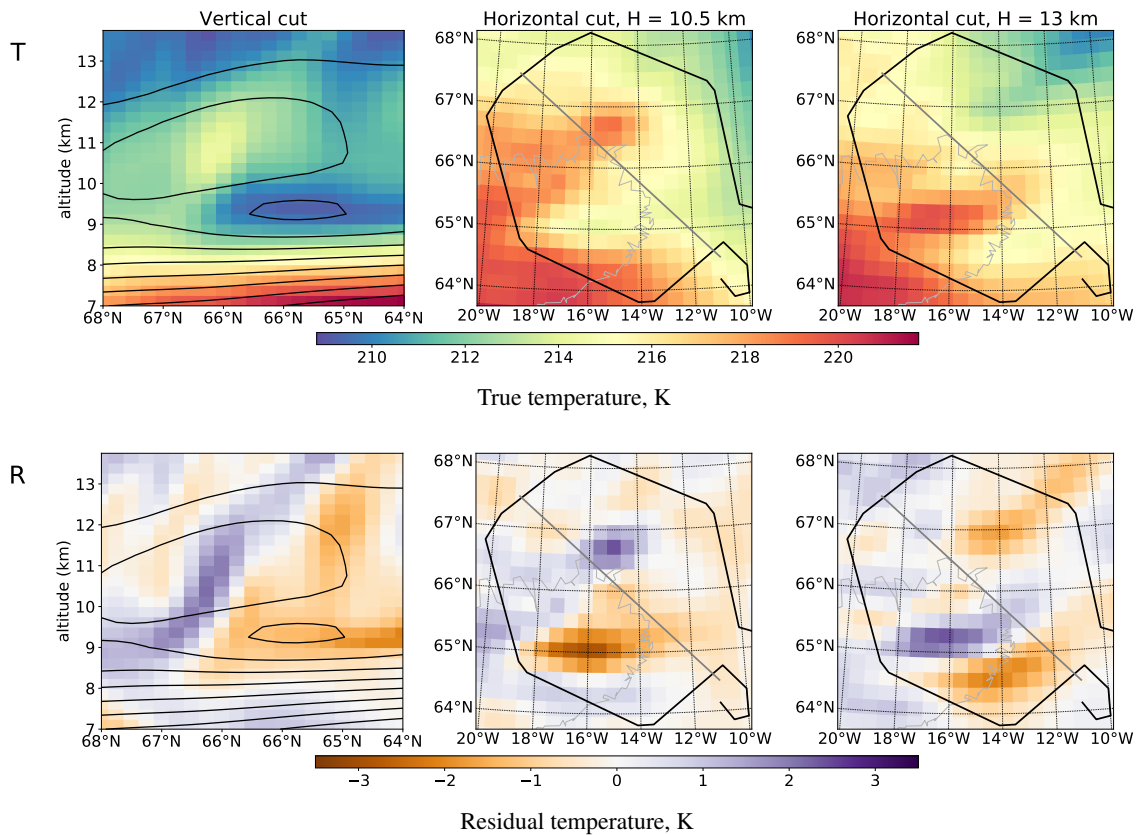 Vertical cut
Horizontal cut, H = 10.5 km
Horizontal cut, H = 13 km
T
altitude (km)
13
12
11
10
9
8
7
68°N 67°N 66°N 65°N 64°N
68°N
67°N
66°N
65°N
64°N
20°W 18°W 16°W 14°W 12°W 10°W
68°N
67°N
66°N
65°N
64°N
20°W 18°W 16°W 14°W 12°W 10°W
210 212 214 216 218 220
True temperature, K
R
altitude (km)
13
12
11
10
9
8
7
68°N 67°N 66°N 65°N 64°N
68°N
67°N
66°N
65°N
64°N
20°W 18°W 16°W 14°W 12°W 10°W
68°N
67°N
66°N
65°N
64°N
20°W 18°W 16°W 14°W 12°W 10°W
−3 −2 −1 0 1 2 3
Residual temperature, K